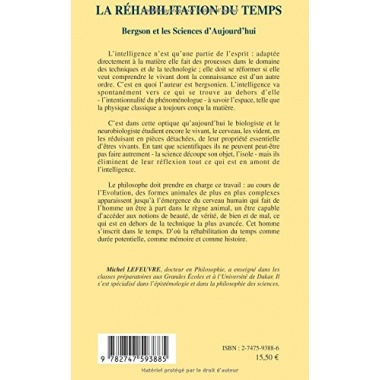 LA RÉHABILITATION DU TEMPS
Bergson et les Sciences d'Aujourd'hui
L'intelligence n'est qu'une partie de l'esprit : adaptée
directement à la matière elle fait des processus dans le domaine
des techniques et de la technologie ; elle doit se réformer si elle
veut comprendre le vivant dont la connaissance est d'un autre
ordre. C'est en quoi l'auteur est bergsonien. L'intelligence va
spontanément vers ce qui se trouve au dehors d'elle
- l'intentionnalité du phénoménologue - à savoir l'espace, telle que
la physique classique a toujours conçu la matière.
C'est dans cette optique qu'aujourd'hui le biologiste et le
neurobiologiste étudient encore le vivant, le cerveau, les vident, en
les réduisant en pièces détachées, de leur propriété essentielle
d'êtres vivants. En tant que scientifiques ils ne peuvent peut-être
pas faire autrement - la science découpe son objet, l'isole - mais ils
éliminent de leur réflexion tout ce qui est en amont de
l'intelligence.
Le philosophe doit prendre en charge ce travail : au cours de
l'Evolution, des formes animales de plus en plus complexes
apparaissent jusqu'à l'émergence du cerveau humain qui fait de
l'homme un être à part dans le règne animal, un être capable
d'accéder aux notions de beauté, de vérité, de bien et de mal, ce
qui est en dehors de la technique la plus avancée. Cet homme
s'inscrit dans le temps. D'où la réhabilitation du temps comme
durée potentielle, comme mémoire et comme histoire.
Michel LEFEUVRE, docteur en Philosophie, a enseigné dans les
classes préparatoires aux Grandes Écoles et à l'Université de Dakar. Il
s'est spécialisé dans l'épistémologie et dans la philosophie des sciences.
ISBN : 2-7475-9388-6
15,50 €
9 782747 593885
Matériel protégé par le droit d'auteur